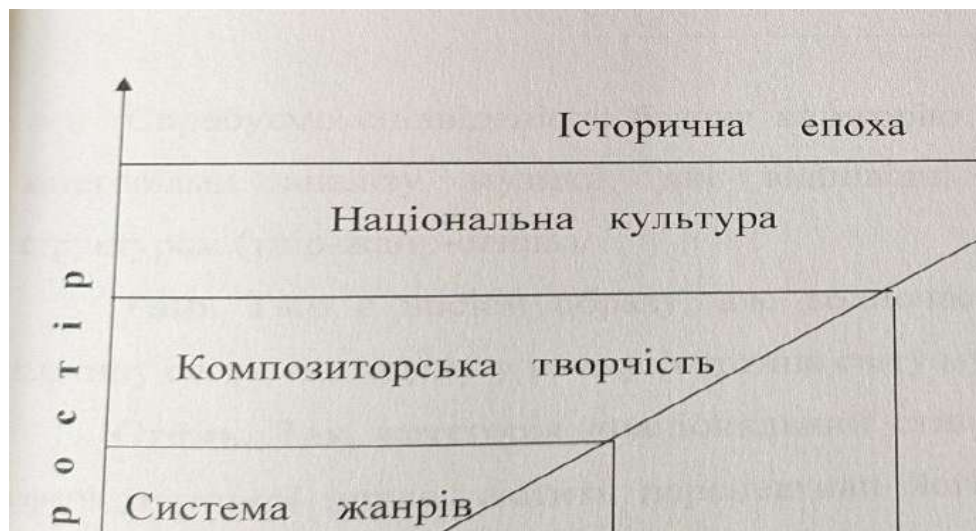 Історична епоха
Національна культура
Композиторська творчість
Система жанрів
р о с т і р